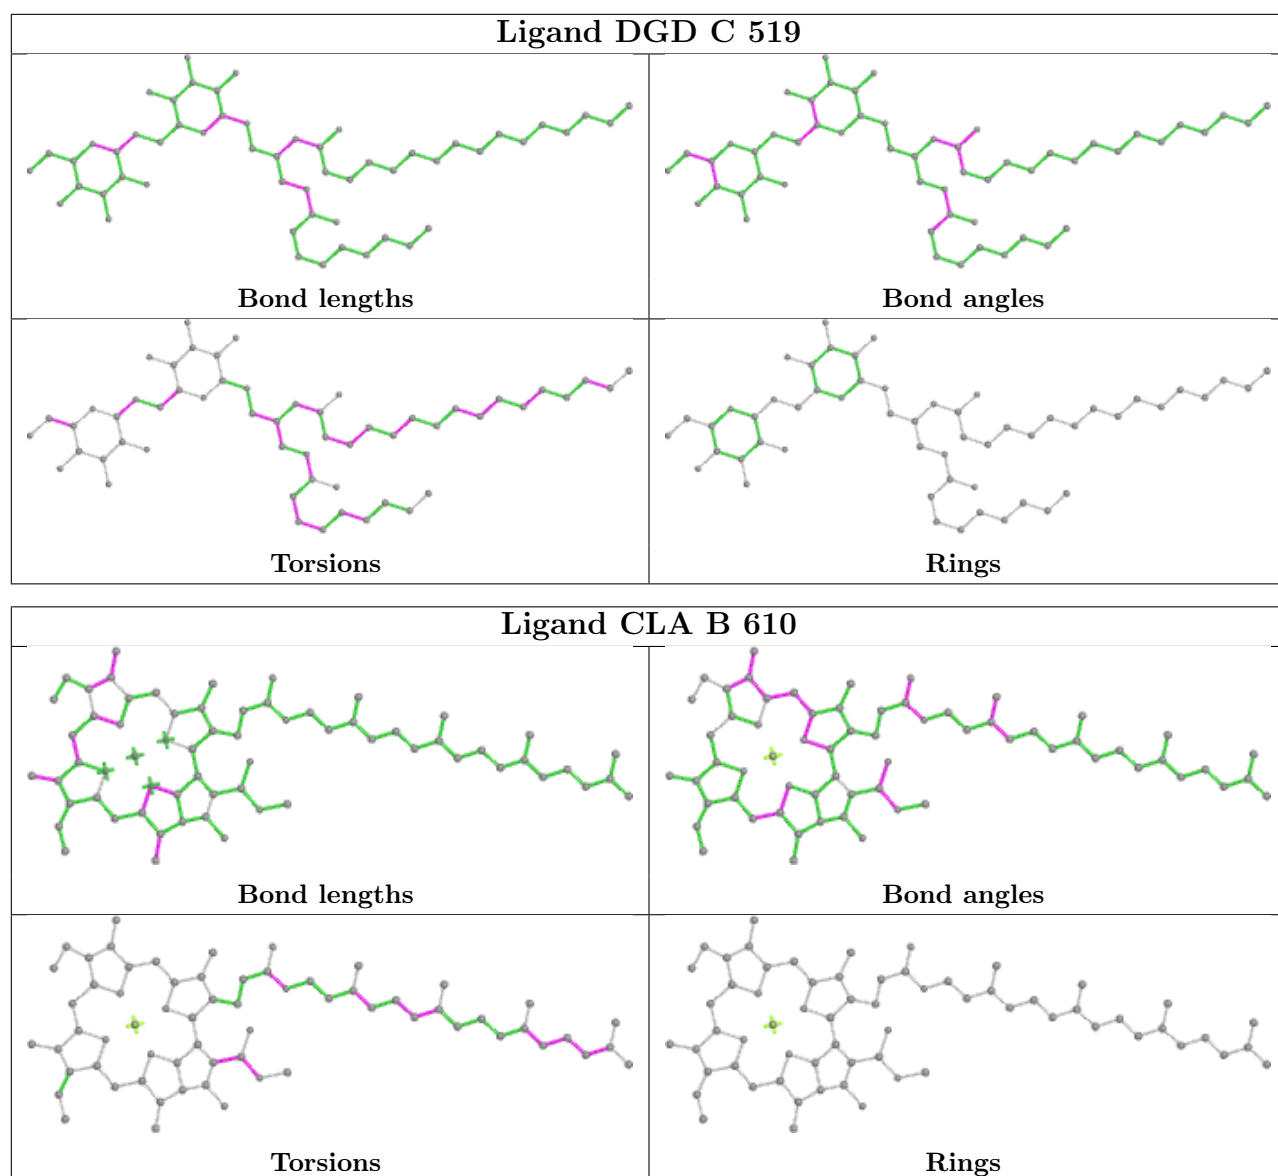 Ligand DGD C 519
Bond lengths
Bond angles
Torsions
Rings
Ligand CLA B 610
Bond lengths
Bond angles
Torsions
Rings